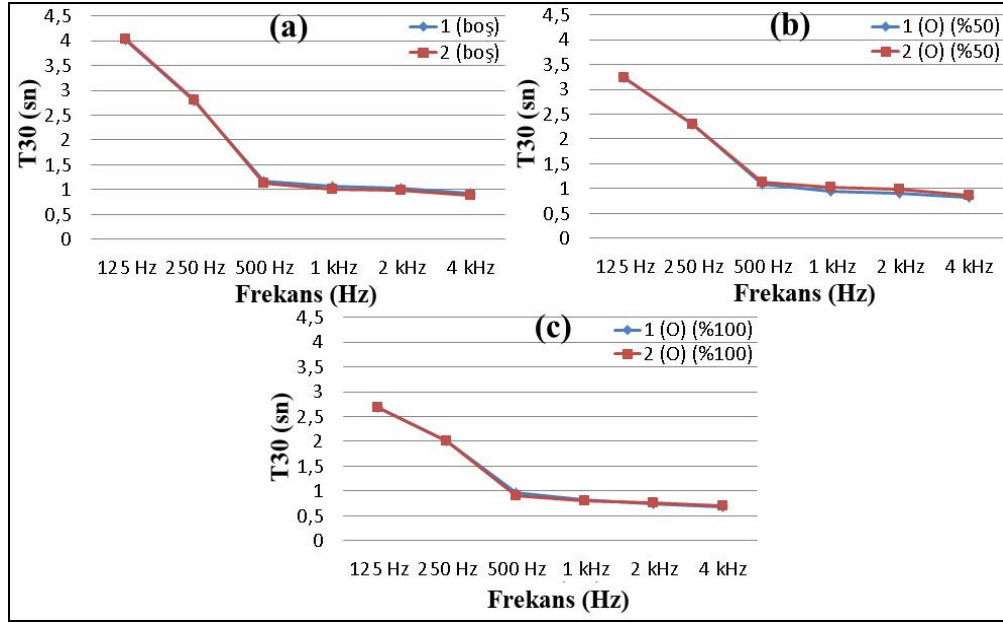 (a)
1 (boş)
2 (boş)
T30 (sn)
4,5
4
3,5
3
2,5
2
1,5
1
0,5
0
125 Hz 250 Hz 500 Hz 1 kHz 2 kHz 4 kHz
Frekans (Hz)
(b)
1 (O) (%50)
2 (O) (%50)
T30 (sn)
4,5
4
3,5
3
2,5
2
1,5
1
0,5
0
125 Hz 250 Hz 500 Hz 1 kHz 2 kHz 4 kHz
Frekans (Hz)
(c)
1 (O) (%100)
2 (O) (%100)
T30 (sn)
4,5
4
3,5
3
2,5
2
1,5
1
0,5
0
125 Hz 250 Hz 500 Hz 1 kHz 2 kHz 4 kHz
Frekans (Hz)